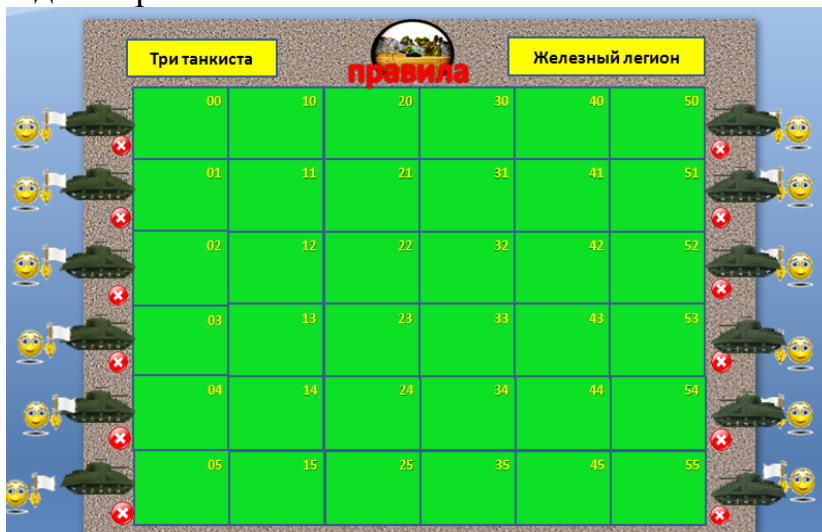 Три танкиста
правила
Железный легион
00 10 20 30 40 50
01 11 21 31 41 51
02 12 22 32 42 52
03 13 23 33 43 53
04 14 24 34 44 54
05 15 25 35 45 55